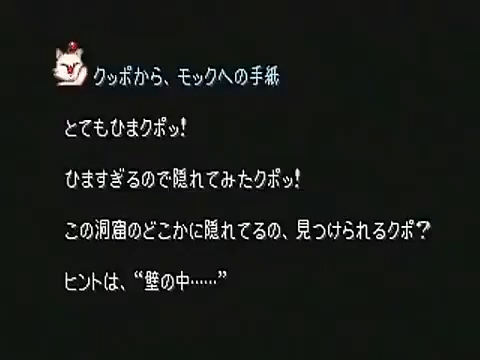 クッポから、モックへの手紙
とてもひまクポッ!
ひますぎるので隠れてみたクポッ!
この洞窟のどこかに隠れてるの、見つけられるクポ？
ヒントは、“壁の中……”